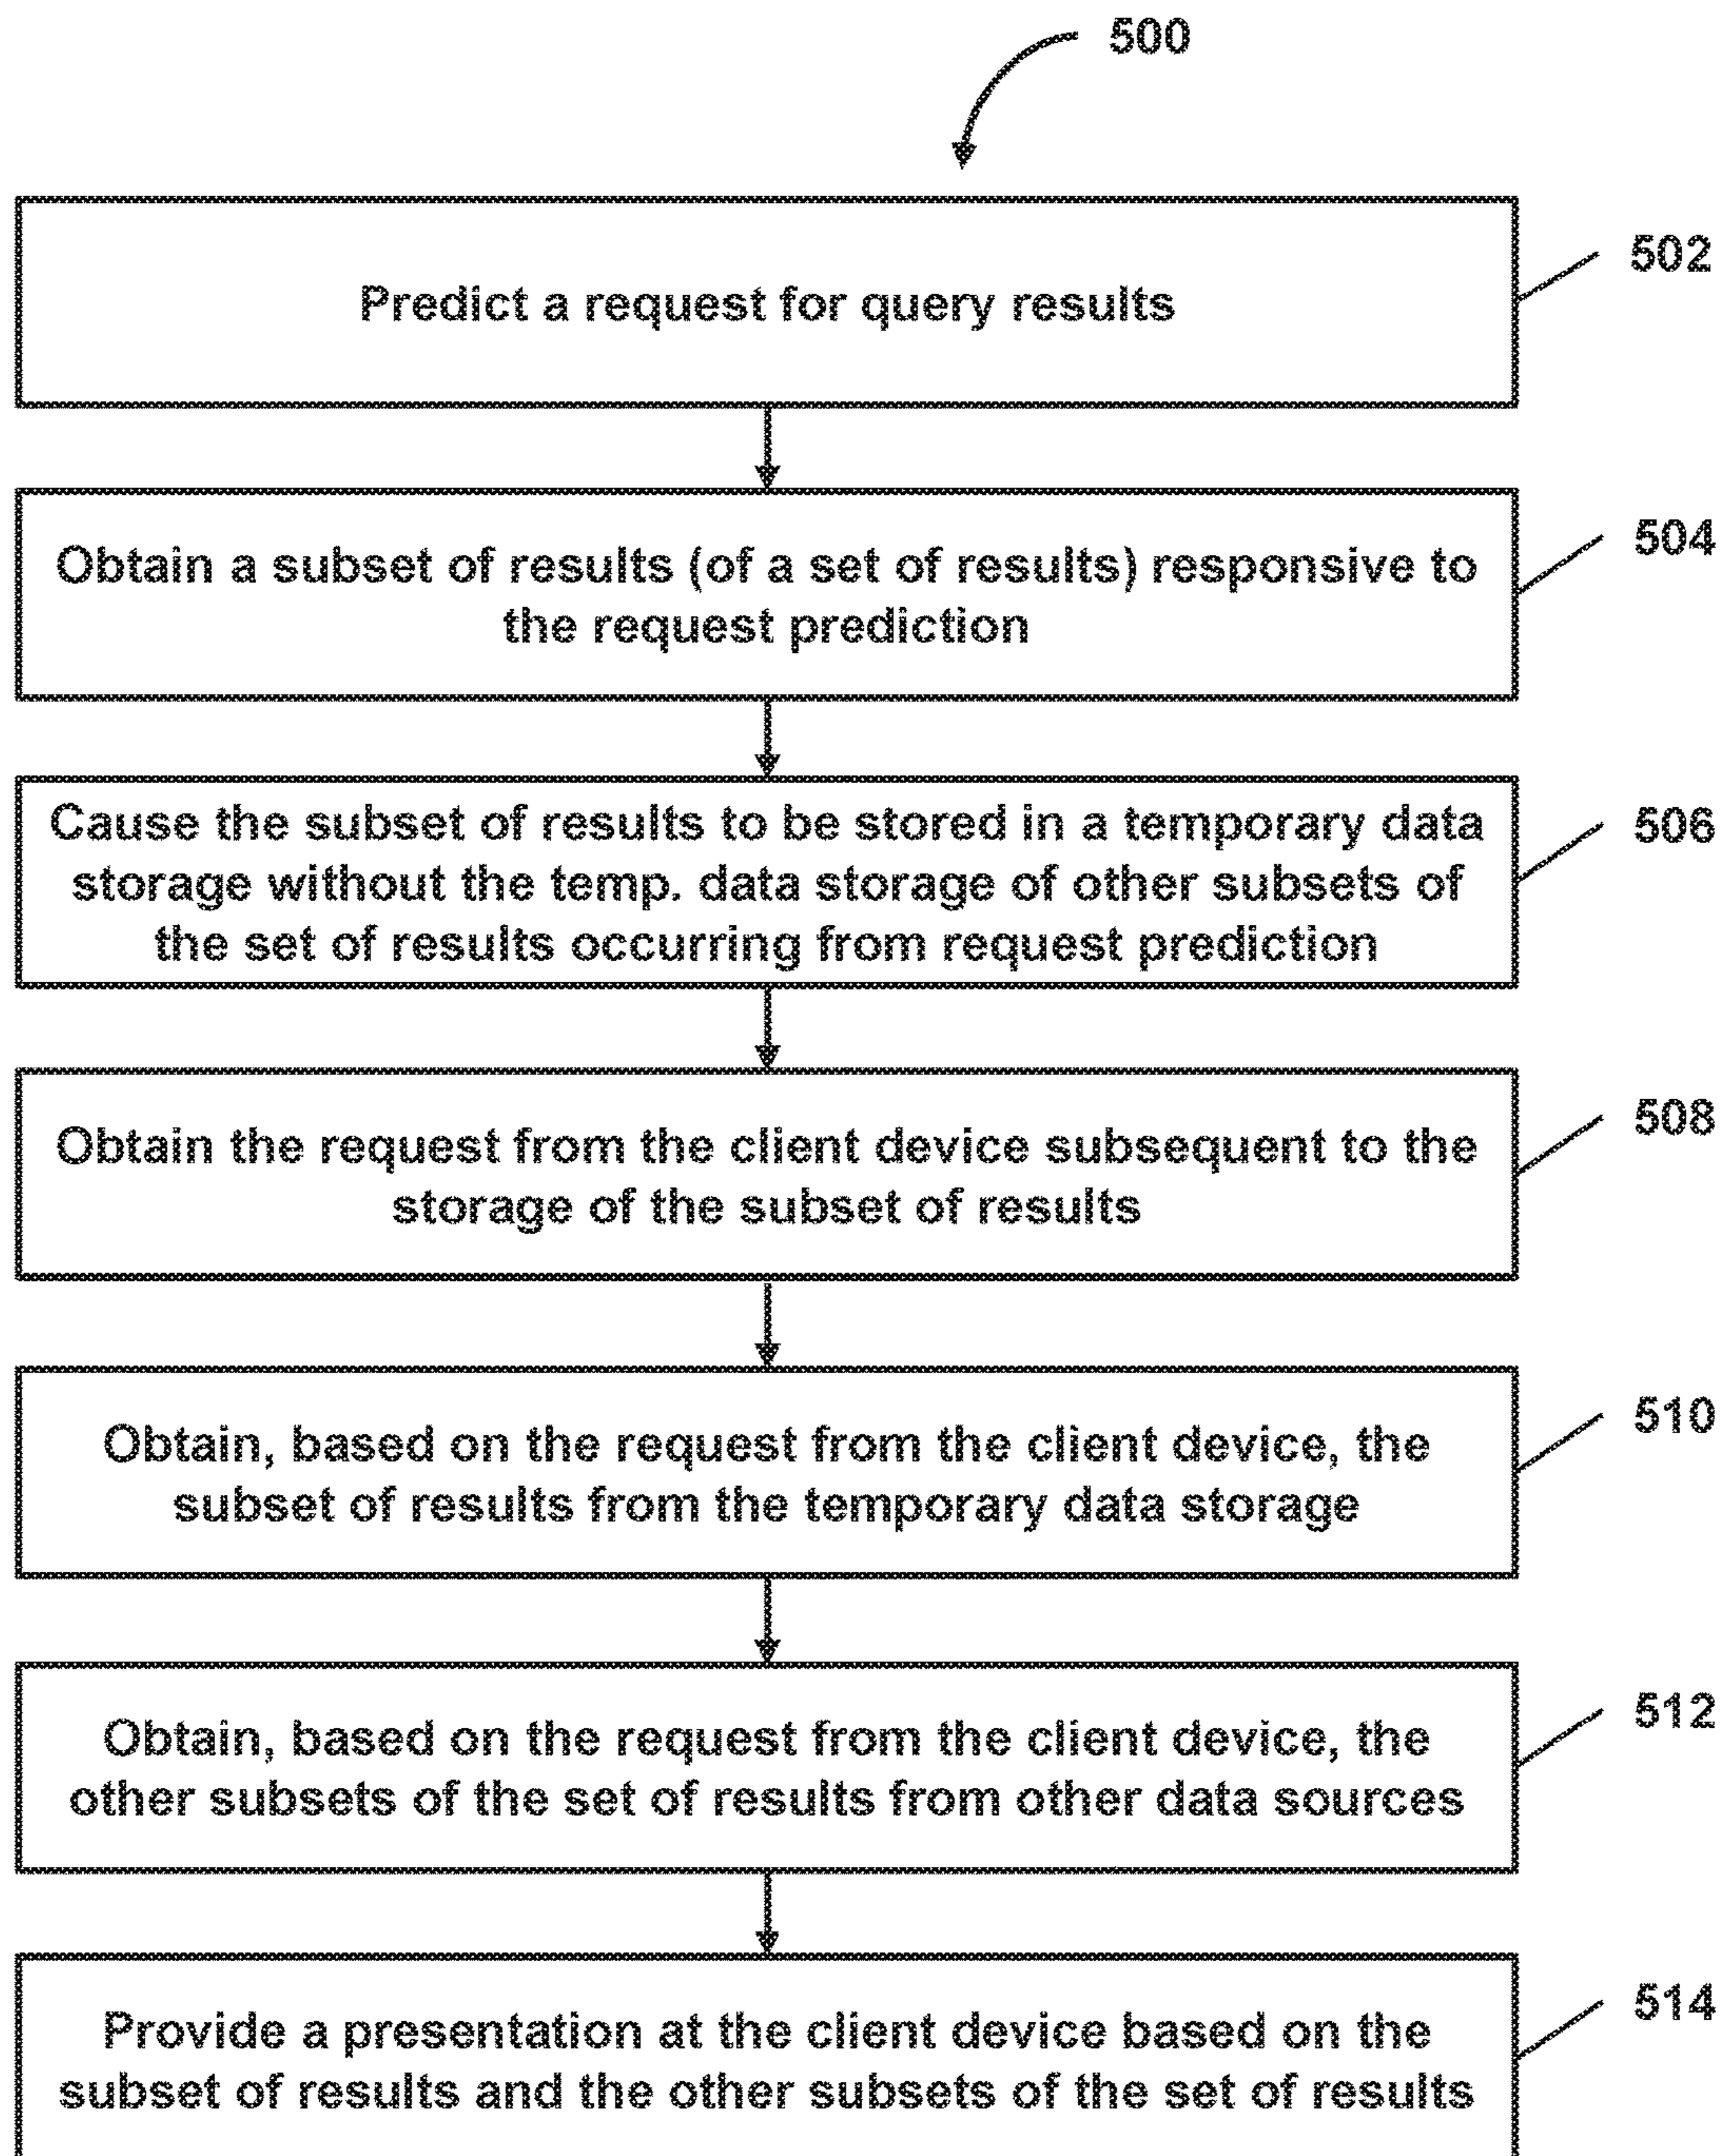 500
Predict a request for query results
502
Obtain a subset of results (of a set of results) responsive to
the request prediction
504
Cause the subset of results to be stored in a temporary data
storage without the temp. data storage of other subsets of
the set of results occurring from request prediction
506
Obtain the request from the client device subsequent to the
storage of the subset of results
508
Obtain, based on the request from the client device, the
subset of results from the temporary data storage
510
Obtain, based on the request from the client device, the
other subsets of the set of results from other data sources
512
Provide a presentation at the client device based on the
subset of results and the other subsets of the set of results
514